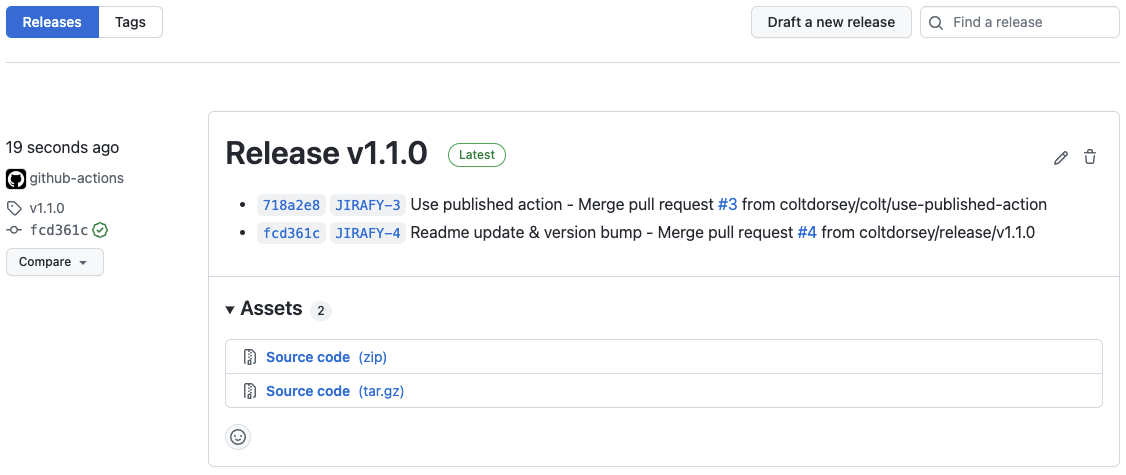 Releases Tags Draft a new release Find a release
19 seconds ago
github-actions
v1.1.0
fcd361c
Compare
Release v1.1.0 Latest
718a2e8 JIRAFY-3 Use published action - Merge pull request #3 from coltdorsey/colt/use-published-action
fcd361c JIRAFY-4 Readme update & version bump - Merge pull request #4 from coltdorsey/release/v1.1.0
Assets 2
Source code (zip)
Source code (tar.gz)